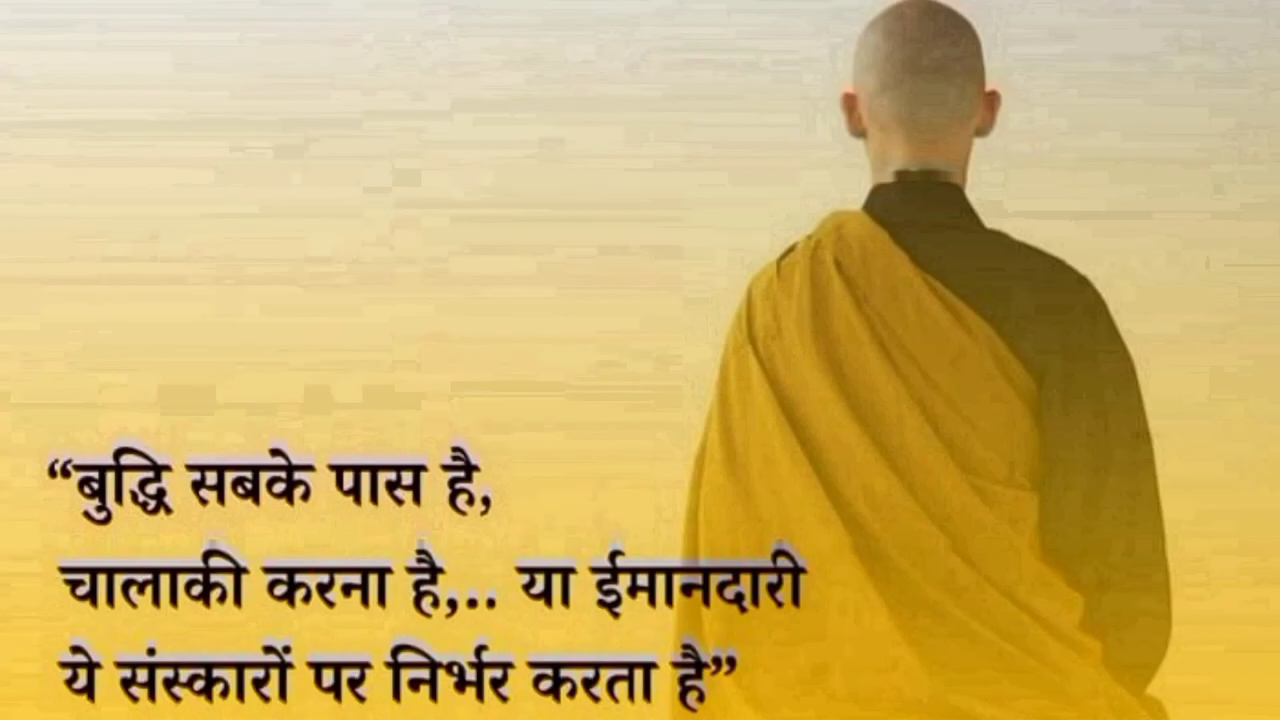 “बुद्धि सबके पास है,
चालाकी करना है,.. या ईमानदारी
ये संस्कारों पर निर्भर करता है”